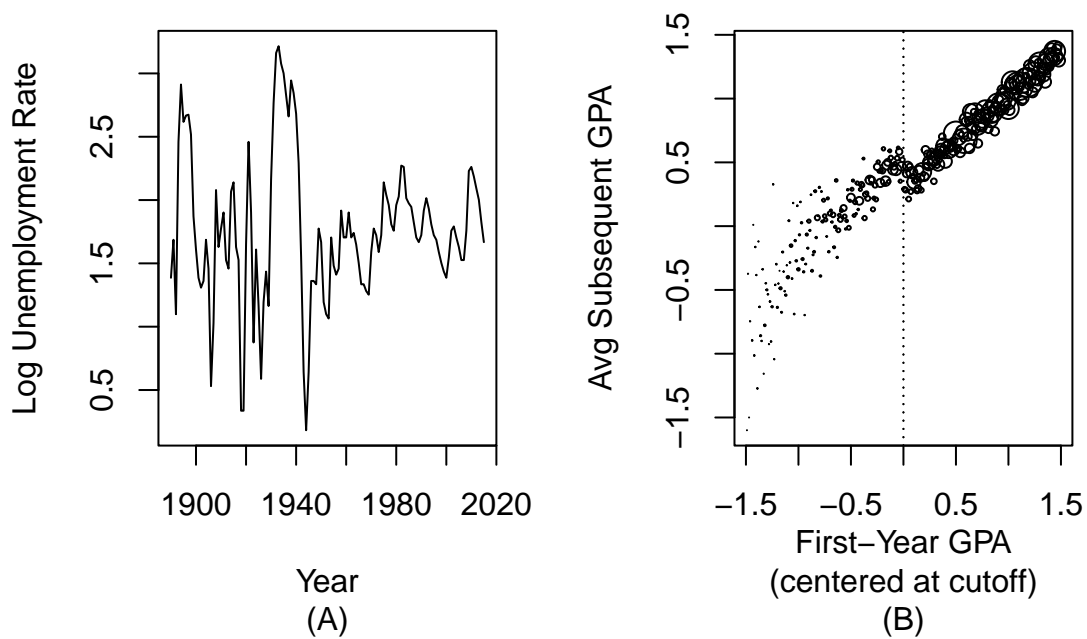 Log Unemployment Rate
0.5
1.5
2.5
1900
1940
1980
2020
Year
(A)
Avg Subsequent GPA
−1.5
−0.5
0.5
1.5
−1.5
−0.5
0.5
1.5
First−Year GPA
(centered at cutoff)
(B)